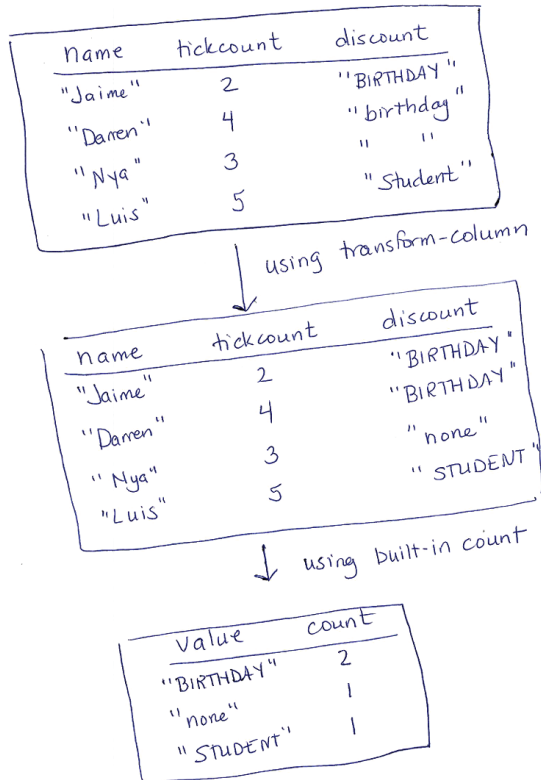 name tickcount discount
"Jaime" 2 "BIRTHDAY"
"Darren" 4 "birthday"
"Nya" 3 " "
"Luis" 5 "Student"
using transform-column
name tickcount discount
"Jaime" 2 "BIRTHDAY"
"Darren" 4 "BIRTHDAY"
"Nya" 3 "none"
"Luis" 5 "STUDENT"
using built-in count
value count
"BIRTHDAY" 2
"none" 1
"STUDENT" 1